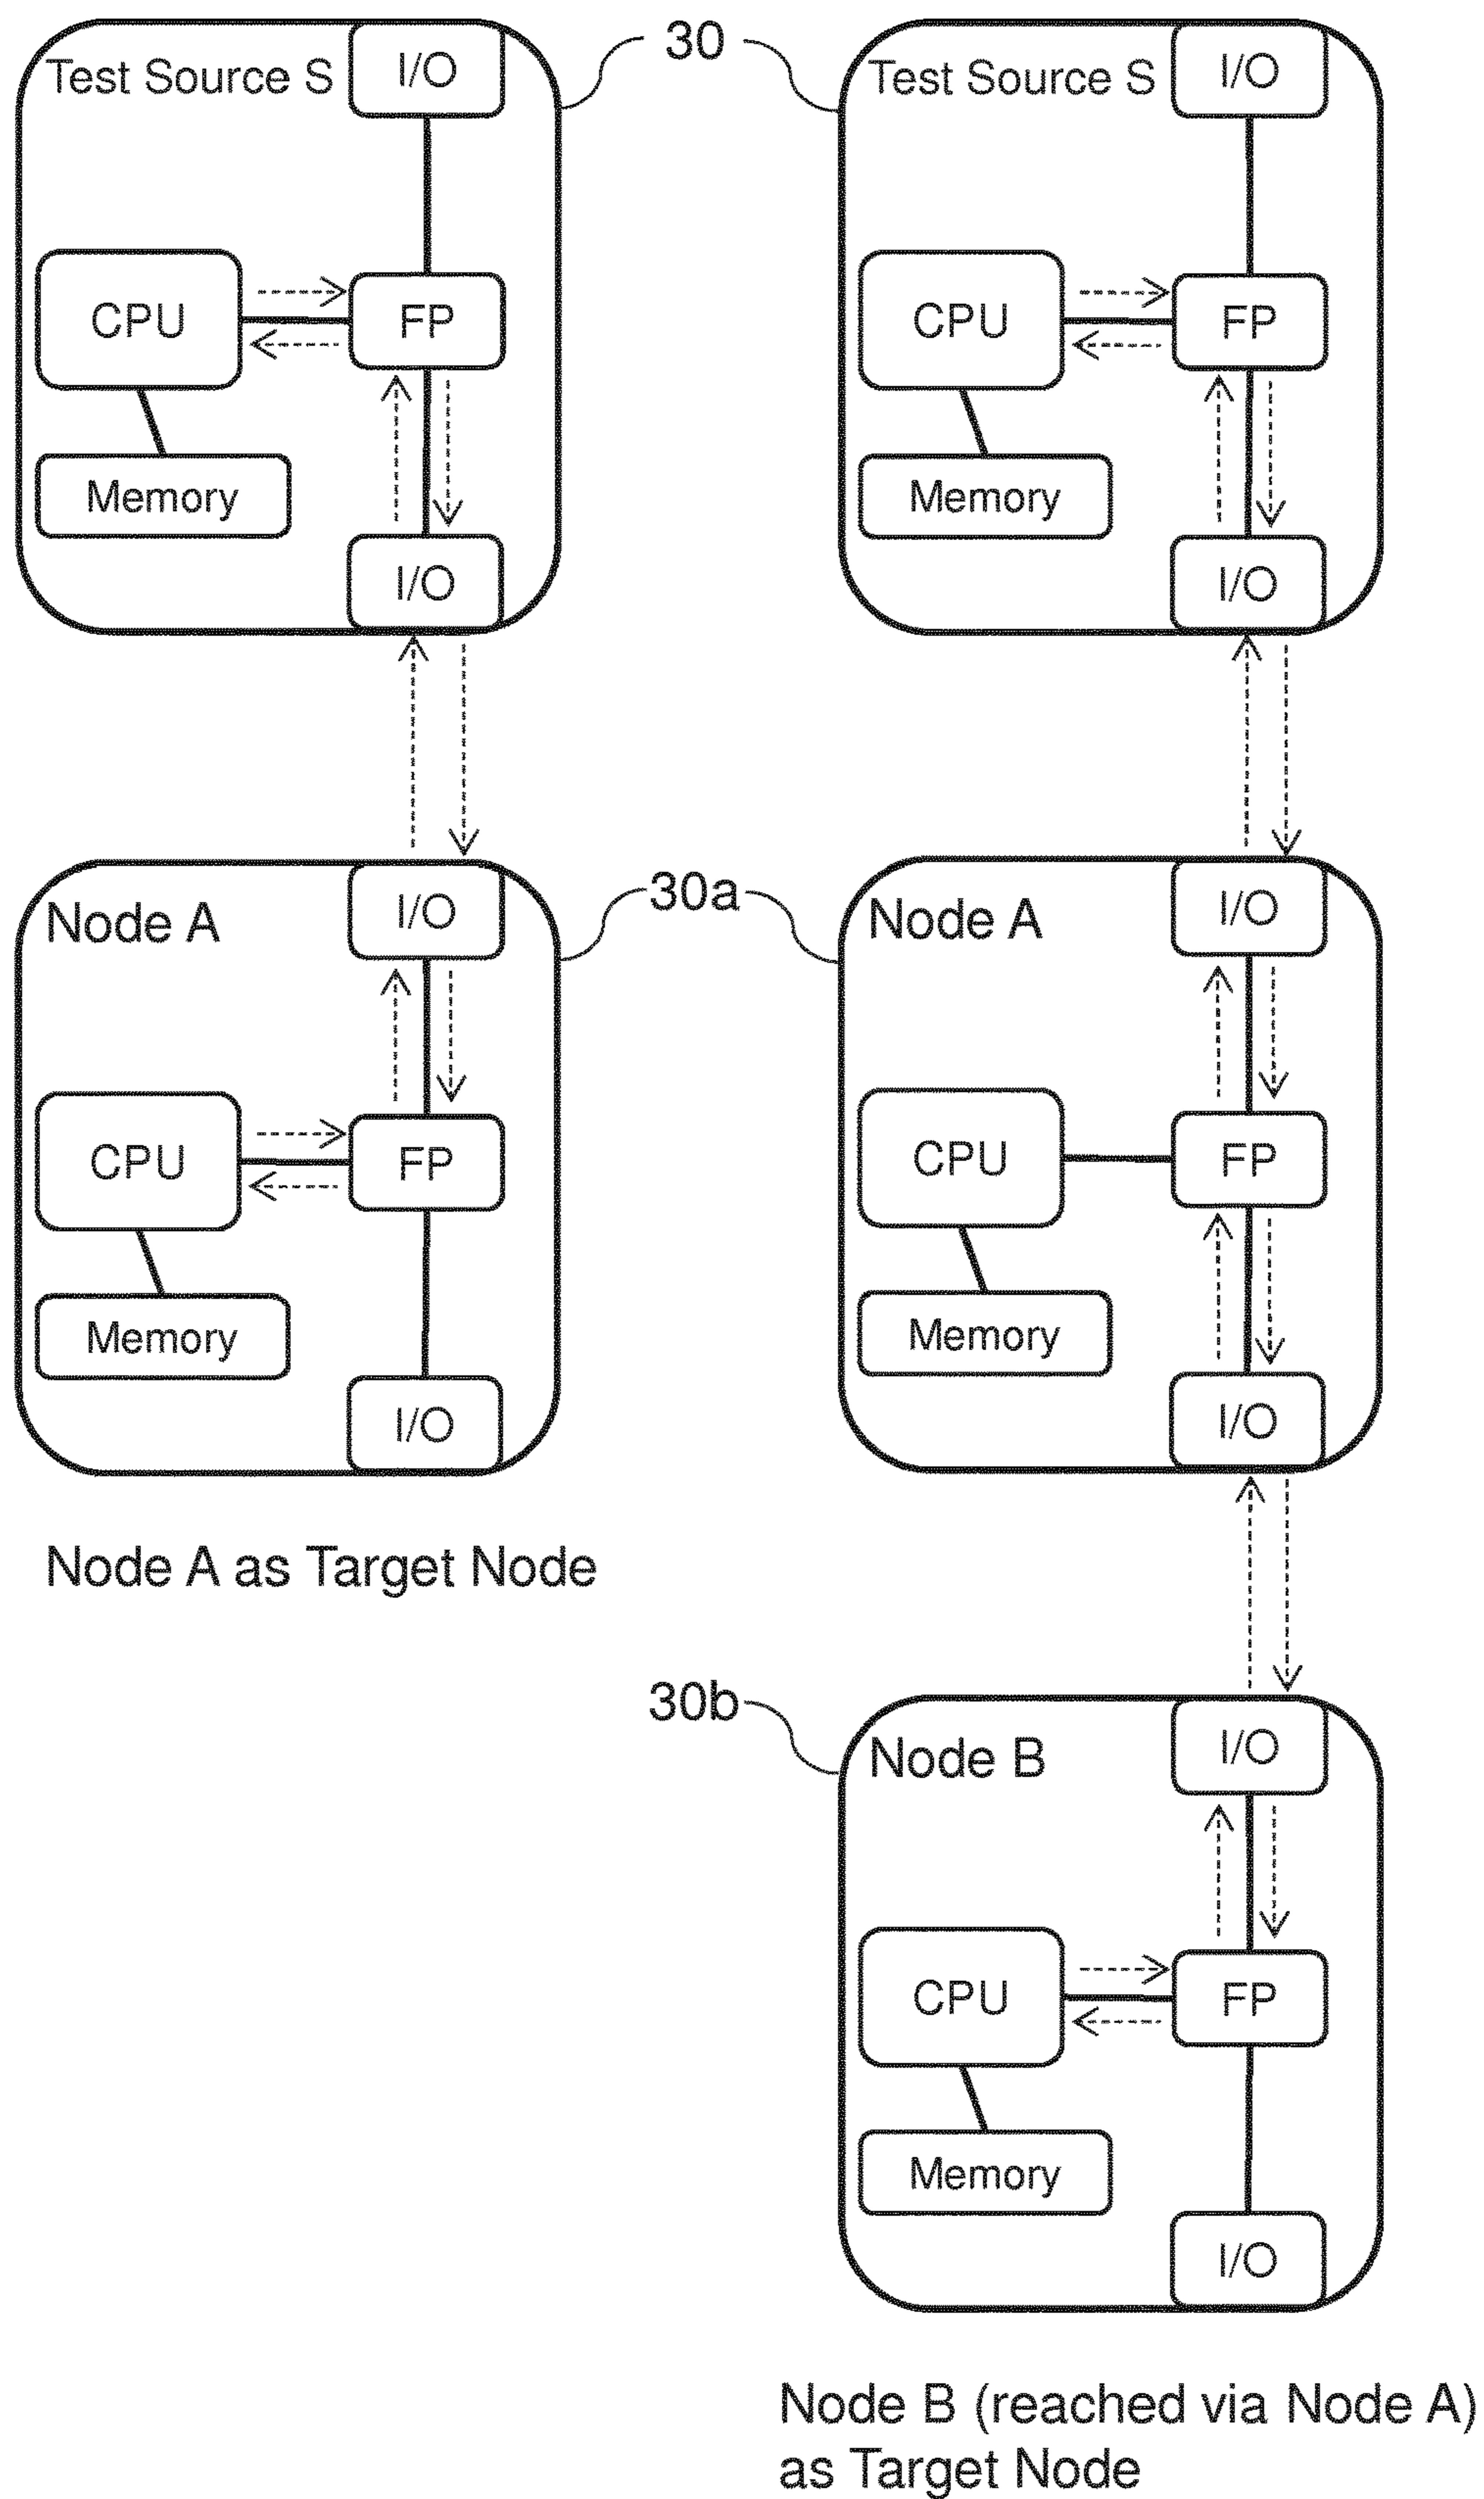 Test Source S
I/O
30
Test Source S
I/O
CPU
FP
CPU
FP
Memory
Memory
I/O
I/O
Node A
I/O
30a
Node A
I/O
CPU
FP
CPU
FP
Memory
Memory
I/O
I/O
Node A as Target Node
30b
Node B
I/O
CPU
FP
Memory
I/O
Node B (reached via Node A)
as Target Node